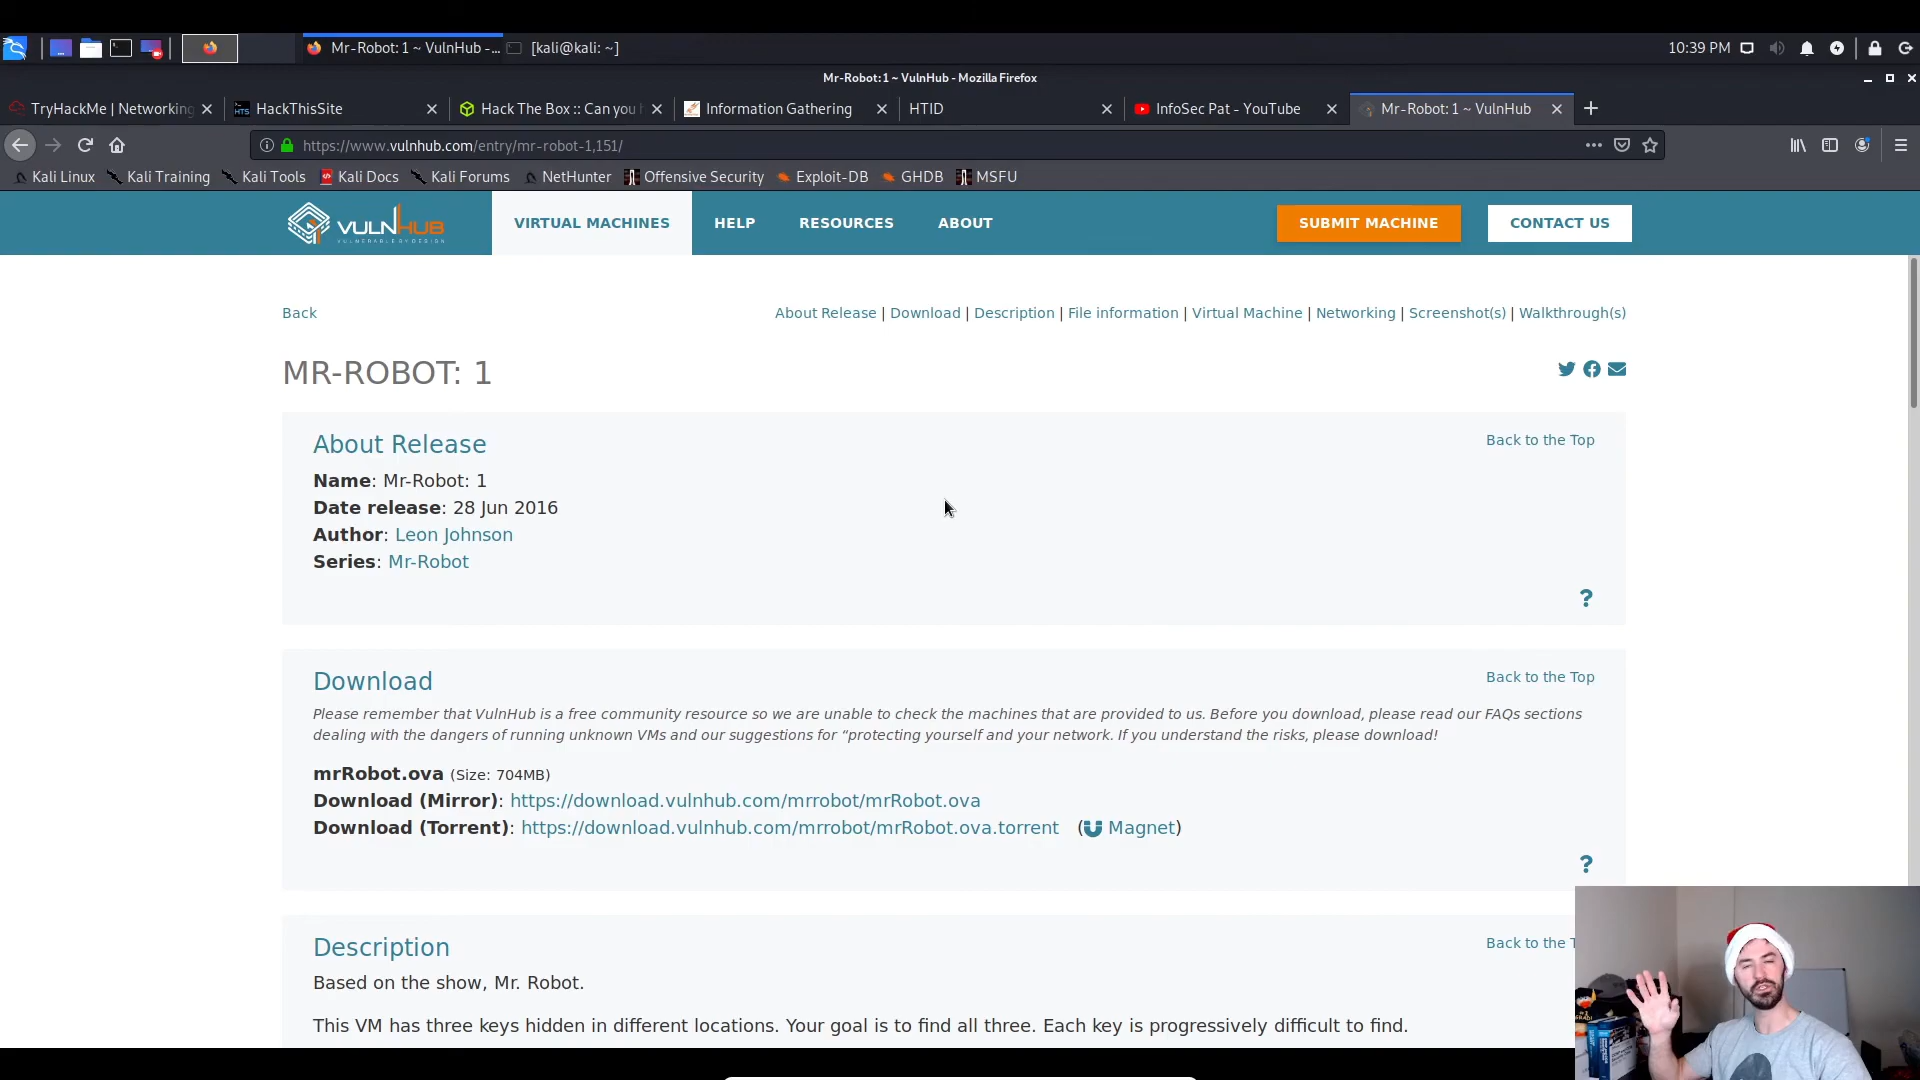 Mr-Robot: 1 ~ VulnHub -...
[kali@kali: ~]
10:39 PM
Mr-Robot: 1 ~ VulnHub - Mozilla Firefox
TryHackMe | Networking
HackThisSite
Hack The Box :: Can you
Information Gathering
HTID
InfoSec Pat - YouTube
Mr-Robot: 1 ~ VulnHub
https://www.vulnhub.com/entry/mr-robot-1,151/
Kali Linux
Kali Training
Kali Tools
Kali Docs
Kali Forums
NetHunter
Offensive Security
Exploit-DB
GHDB
MSFU
VULNHUB
VULNERABLE BY DESIGN
VIRTUAL MACHINES
HELP
RESOURCES
ABOUT
SUBMIT MACHINE
CONTACT US
Back
About Release | Download | Description | File information | Virtual Machine | Networking | Screenshot(s) | Walkthrough(s)
MR-ROBOT: 1
About Release
Back to the Top
Name: Mr-Robot: 1
Date release: 28 Jun 2016
Author: Leon Johnson
Series: Mr-Robot
?
Download
Back to the Top
Please remember that VulnHub is a free community resource so we are unable to check the machines that are provided to us. Before you download, please read our FAQs sections
dealing with the dangers of running unknown VMs and our suggestions for “protecting yourself and your network. If you understand the risks, please download!
mrRobot.ova (Size: 704MB)
Download (Mirror): https://download.vulnhub.com/mrrobot/mrRobot.ova
Download (Torrent): https://download.vulnhub.com/mrrobot/mrRobot.ova.torrent (Magnet)
?
Description
Back to the T
Based on the show, Mr. Robot.
This VM has three keys hidden in different locations. Your goal is to find all three. Each key is progressively difficult to find.